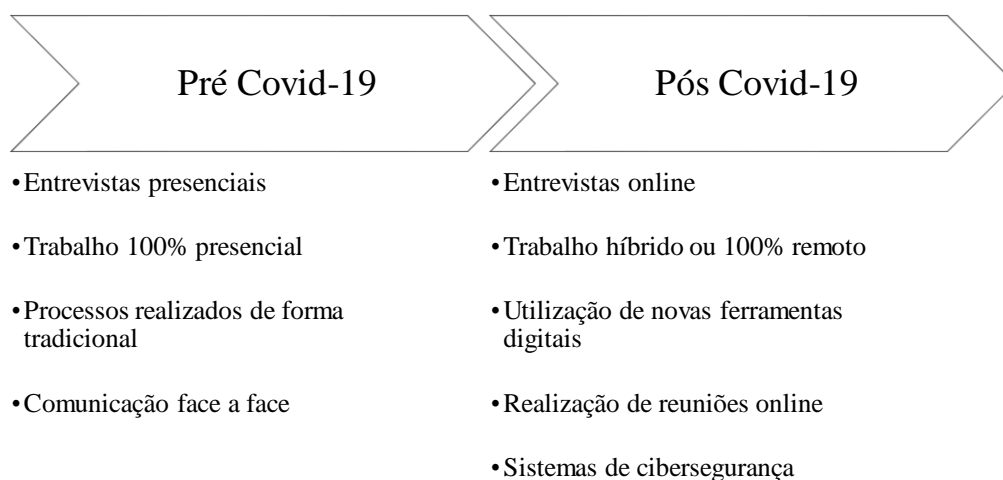 Pré Covid-19
•Entrevistas presenciais
•Trabalho 100% presencial
•Processos realizados de forma
tradicional
•Comunicação face a face
Pós Covid-19
•Entrevistas online
•Trabalho híbrido ou 100% remoto
•Utilização de novas ferramentas
digitais
•Realização de reuniões online
•Sistemas de cibersegurança